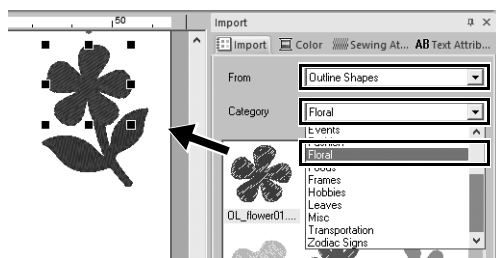 50
Import
Import Color Sewing At... AB Text Attrib...
From Outline Shapes
Category Floral
Events
Fashion
Floral
Foods
Frames
Hobbies
Leaves
Misc
Transportation
Zodiac Signs
OL_flower01....